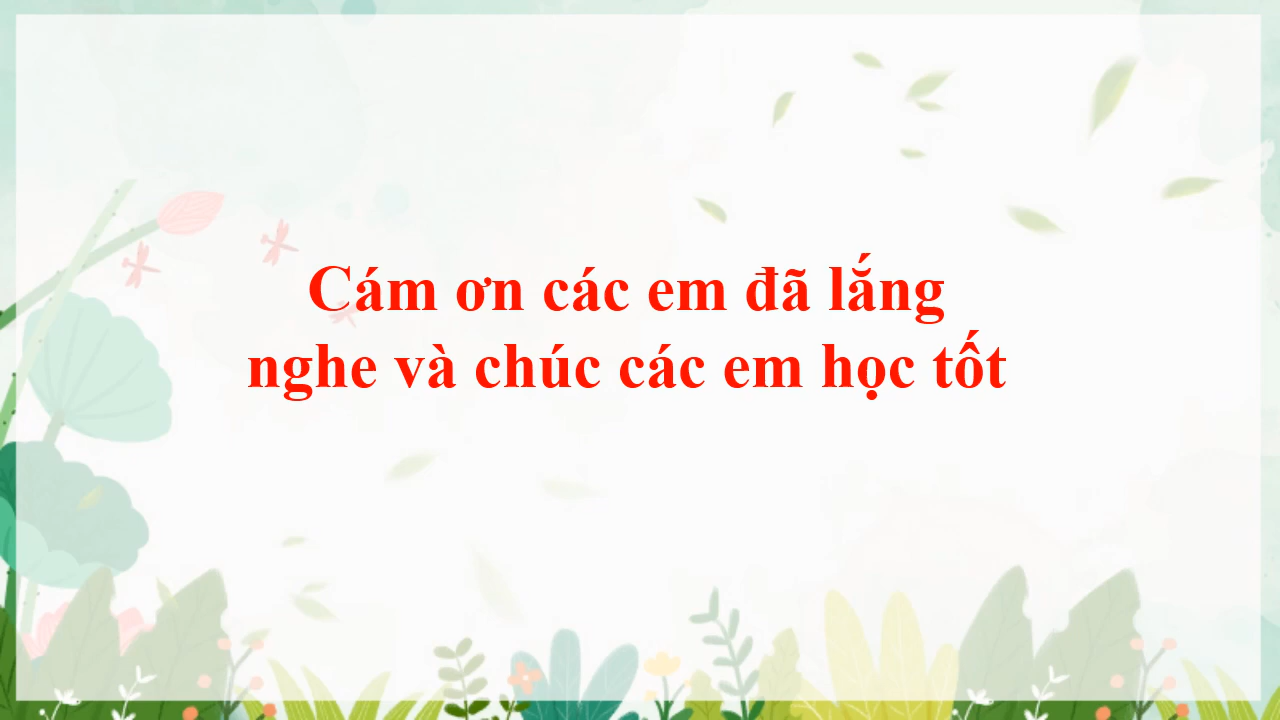 Cám ơn các em đã lắng
nghe và chúc các em học tốt